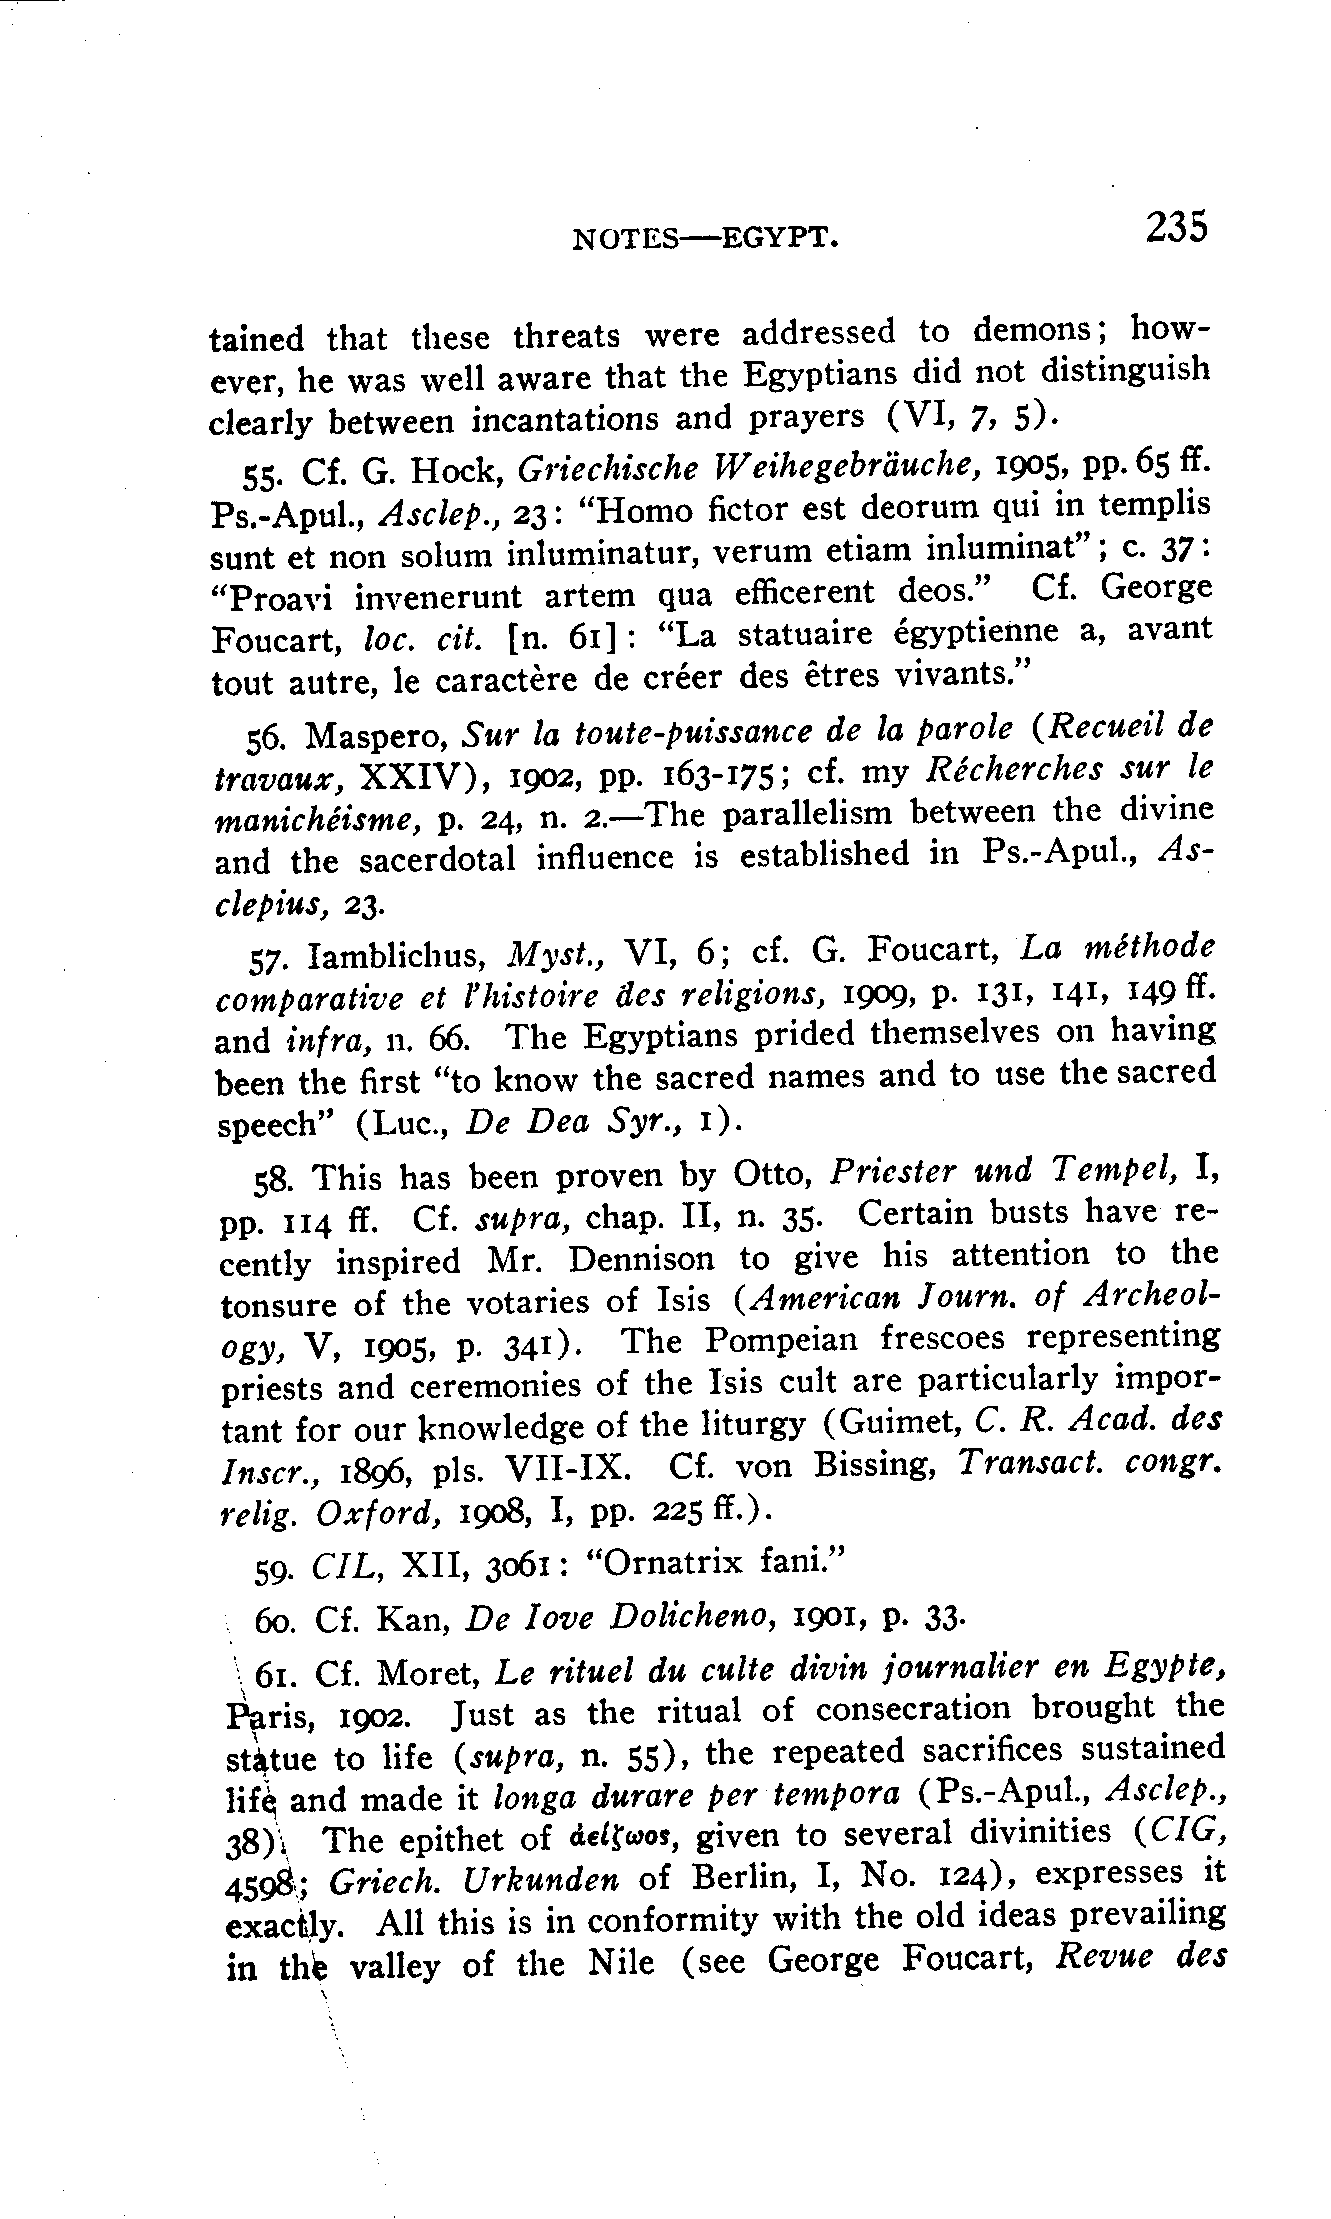 NOTES—EGYPT. 235
tained that these threats were addressed to demons; how-
ever, he was well aware that the Egyptians did not distinguish
clearly between incantations and prayers (VI, 7, 5).
55. Cf. G. Hock, Griechische Weihegebräuche, 1905, pp. 65 ff.
Ps.-Apul., Asclep., 23: "Homo fictor est deorum qui in templis
sunt et non solum inluminatur, verum etiam inluminat"; c. 37:
"Proavi invenerunt artem qua efficerent deos." Cf. George
Foucart, loc. cit. [n. 61]: "La statuaire égyptienne a, avant
tout autre, le caractère de créer des êtres vivants."
56. Maspero, Sur la toute-puissance de la parole (Recueil de
travaux, XXIV), 1902, pp. 163-175; cf. my Récherches sur le
manichéisme, p. 24, n. 2.—The parallelism between the divine
and the sacerdotal influence is established in Ps.-Apul., As-
clepius, 23.
57. Iamblichus, Myst., VI, 6; cf. G. Foucart, La méthode
comparative et l'histoire des religions, 1909, p. 131, 141, 149 ff.
and infra, n. 66. The Egyptians prided themselves on having
been the first "to know the sacred names and to use the sacred
speech" (Luc., De Dea Syr., 1).
58. This has been proven by Otto, Priester und Tempel, I,
pp. 114 ff. Cf. supra, chap. II, n. 35. Certain busts have re-
cently inspired Mr. Dennison to give his attention to the
tonsure of the votaries of Isis (American Journ. of Archeol-
ogy, V, 1905, p. 341). The Pompeian frescoes representing
priests and ceremonies of the Isis cult are particularly impor-
tant for our knowledge of the liturgy (Guimet, C. R. Acad. des
Inscr., 1896, pls. VII-IX. Cf. von Bissing, Transact. congr.
relig. Oxford, 1908, I, pp. 225 ff.).
59. CIL, XII, 3061: "Ornatrix fani."
60. Cf. Kan, De Iove Dolicheno, 1901, p. 33.
61. Cf. Moret, Le rituel du culte divin journalier en Egypte,
Paris, 1902. Just as the ritual of consecration brought the
statue to life (supra, n. 55), the repeated sacrifices sustained
life and made it longa durare per tempora (Ps.-Apul., Asclep.,
38). The epithet of ἀείζωος, given to several divinities (CIG,
4598; Griech. Urkunden of Berlin, I, No. 124), expresses it
exactly. All this is in conformity with the old ideas prevailing
in the valley of the Nile (see George Foucart, Revue des